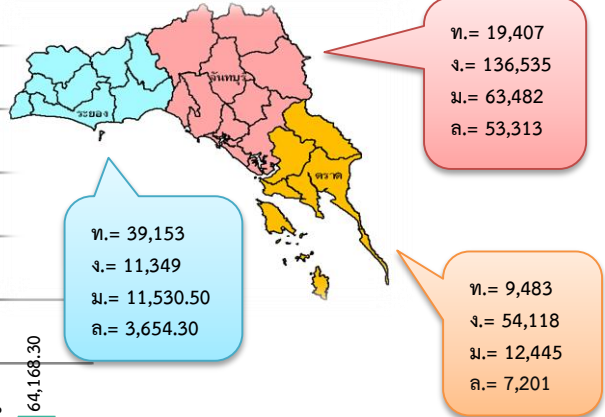 ท.= 19,407
ง.= 136,535
ม.= 63,482
ล.= 53,313
จันทบุรี
ระยอง
ตราด
ท.= 39,153
ง.= 11,349
ม.= 11,530.50
ล.= 3,654.30
ท.= 9,483
ง.= 54,118
ม.= 12,445
ล.= 7,201
64,168.30